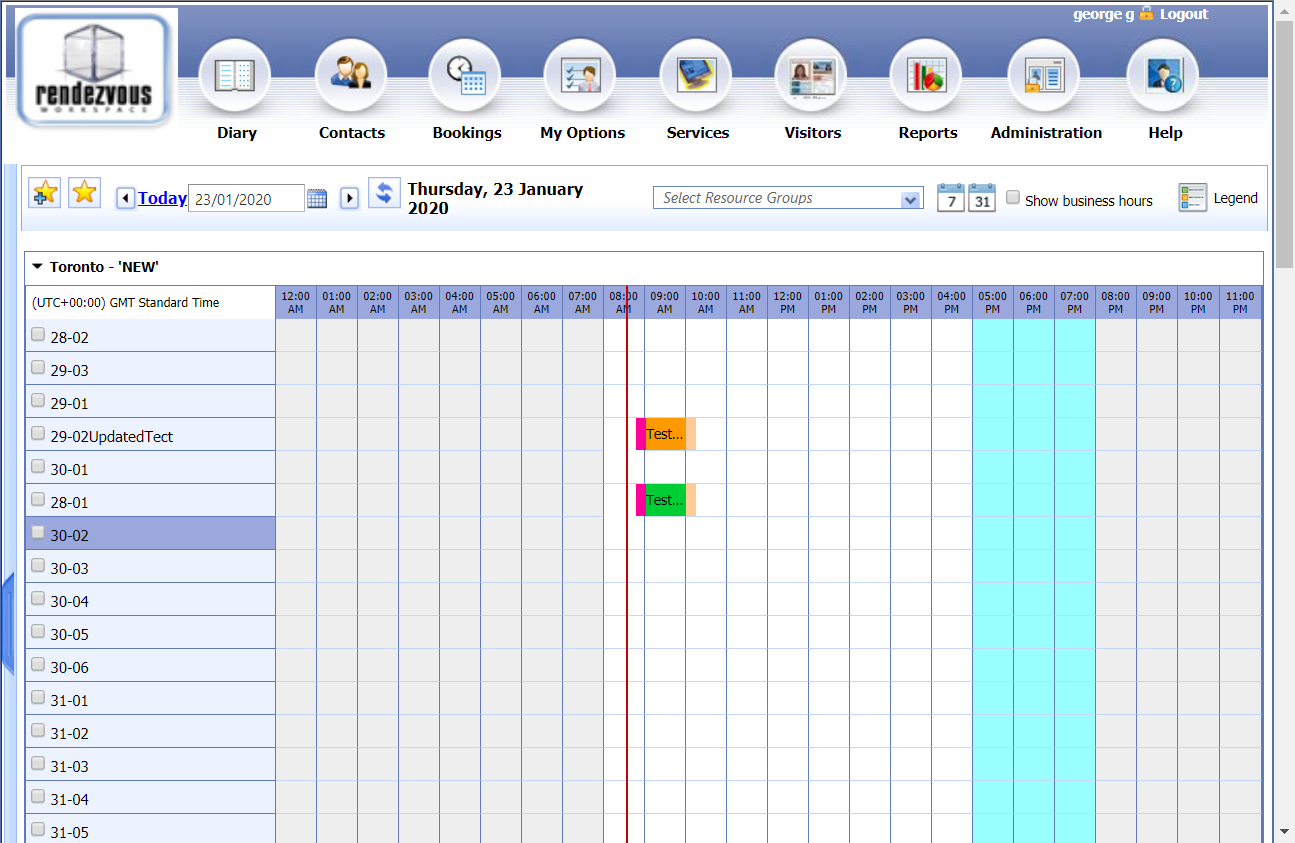 george g Logout
rendezvous
WORKSPACE
Diary Contacts Bookings My Options Services Visitors Reports Administration Help
Today 23/01/2020 Thursday, 23 January 2020 Select Resource Groups 7 31 Show business hours Legend
Toronto - 'NEW'
(UTC+00:00) GMT Standard Time 12:00 AM 01:00 AM 02:00 AM 03:00 AM 04:00 AM 05:00 AM 06:00 AM 07:00 AM 08:00 AM 09:00 AM 10:00 AM 11:00 AM 12:00 PM 01:00 PM 02:00 PM 03:00 PM 04:00 PM 05:00 PM 06:00 PM 07:00 PM 08:00 PM 09:00 PM 10:00 PM 11:00 PM
28-02
29-03
29-01
29-02UpdatedTect Test...
30-01
28-01 Test...
30-02
30-03
30-04
30-05
30-06
31-01
31-02
31-03
31-04
31-05